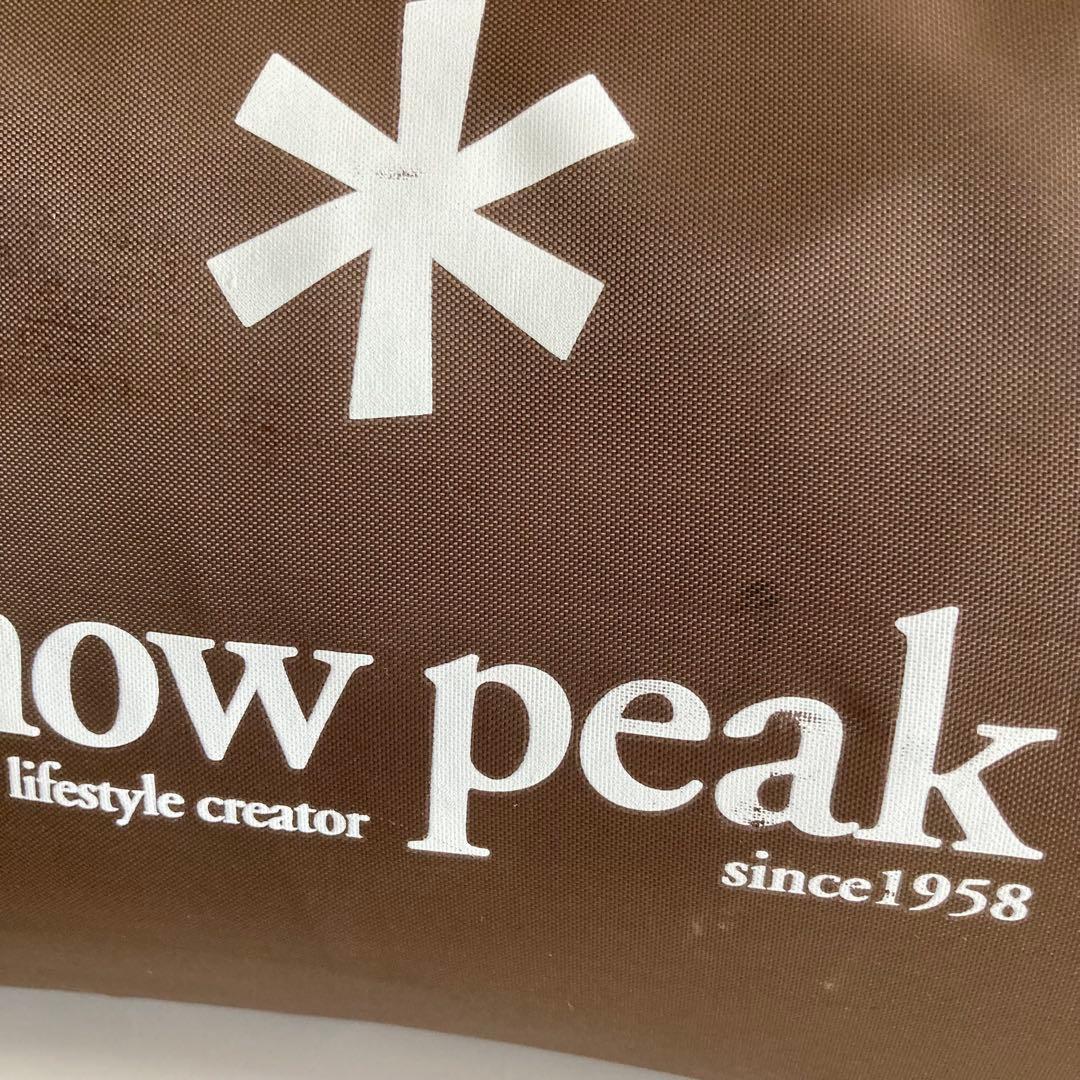 now peak
lifestyle creator
since1958